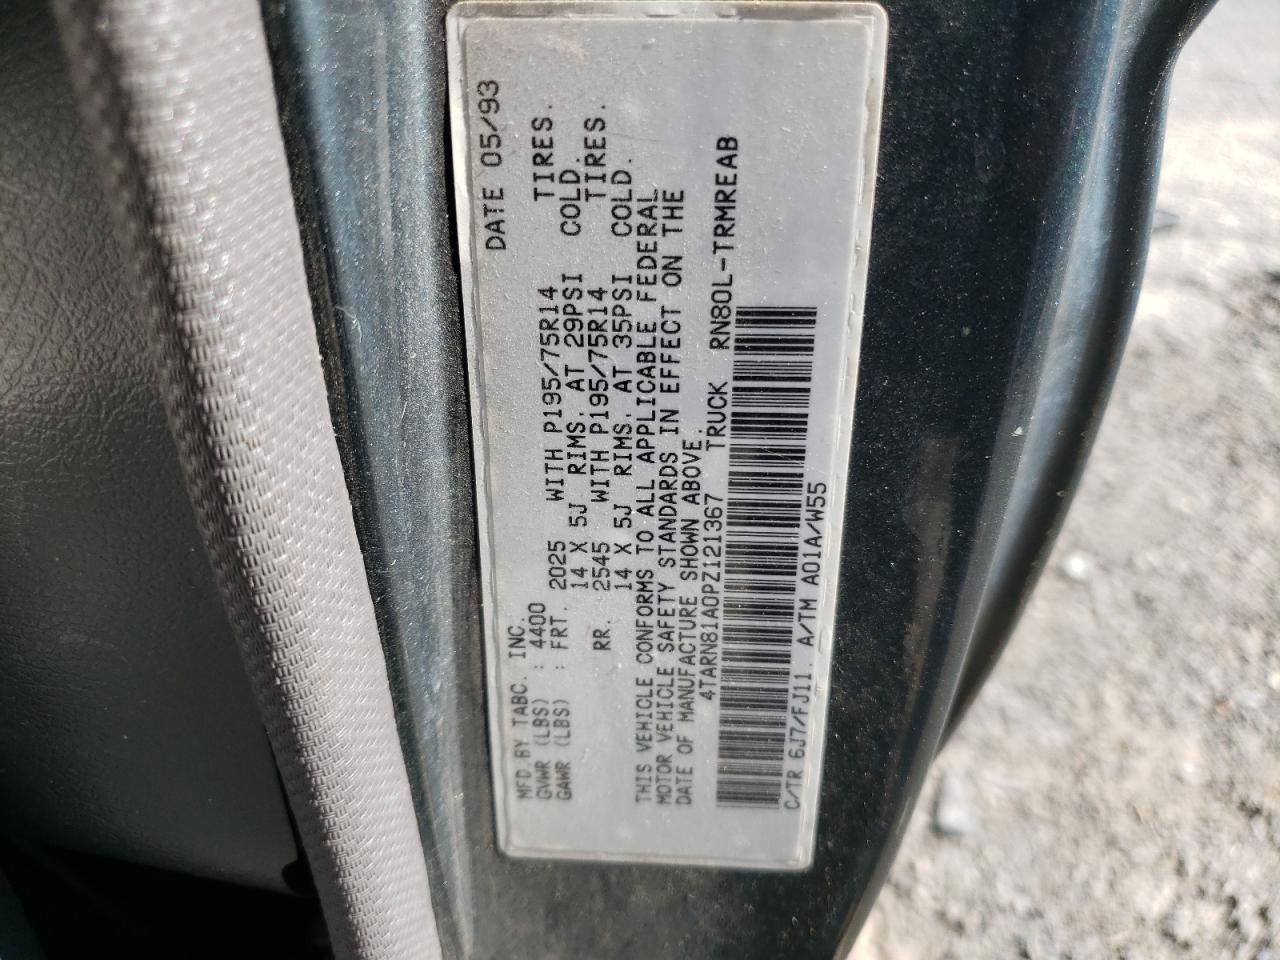 DATE 05/93
MFD BY TABC. INC.
GVWR (LBS) : 4400
GAWR (LBS) : FRT. 2025 WITH P195/75R14 TIRES.
14 X 5J RIMS. AT 29PSI COLD.
RR. 2545 WITH P195/75R14 TIRES.
14 X 5J RIMS. AT 35PSI COLD.
THIS VEHICLE CONFORMS TO ALL APPLICABLE FEDERAL
MOTOR VEHICLE SAFETY STANDARDS IN EFFECT ON THE
DATE OF MANUFACTURE SHOWN ABOVE.
4TARN81A0PZ121367 TRUCK RN80L-TRMREAB
C/TR 6J7/FJ11. A/TM A01A/W55